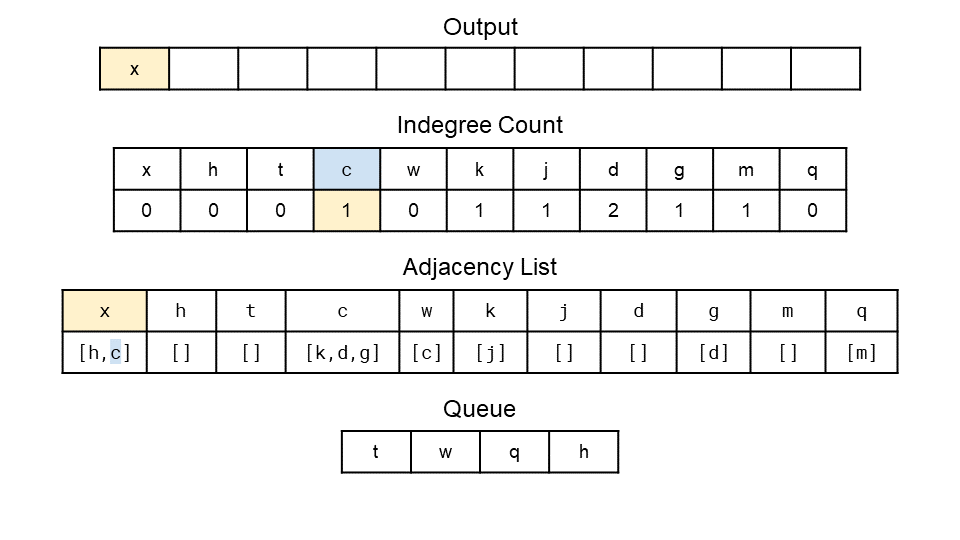 Output
x
Indegree Count
x h t c w k j d g m q
0 0 0 1 0 1 1 2 1 1 0
Adjacency List
x h t c w k j d g m q
[h,c] [] [] [k,d,g] [c] [j] [] [] [d] [] [m]
Queue
t w q h